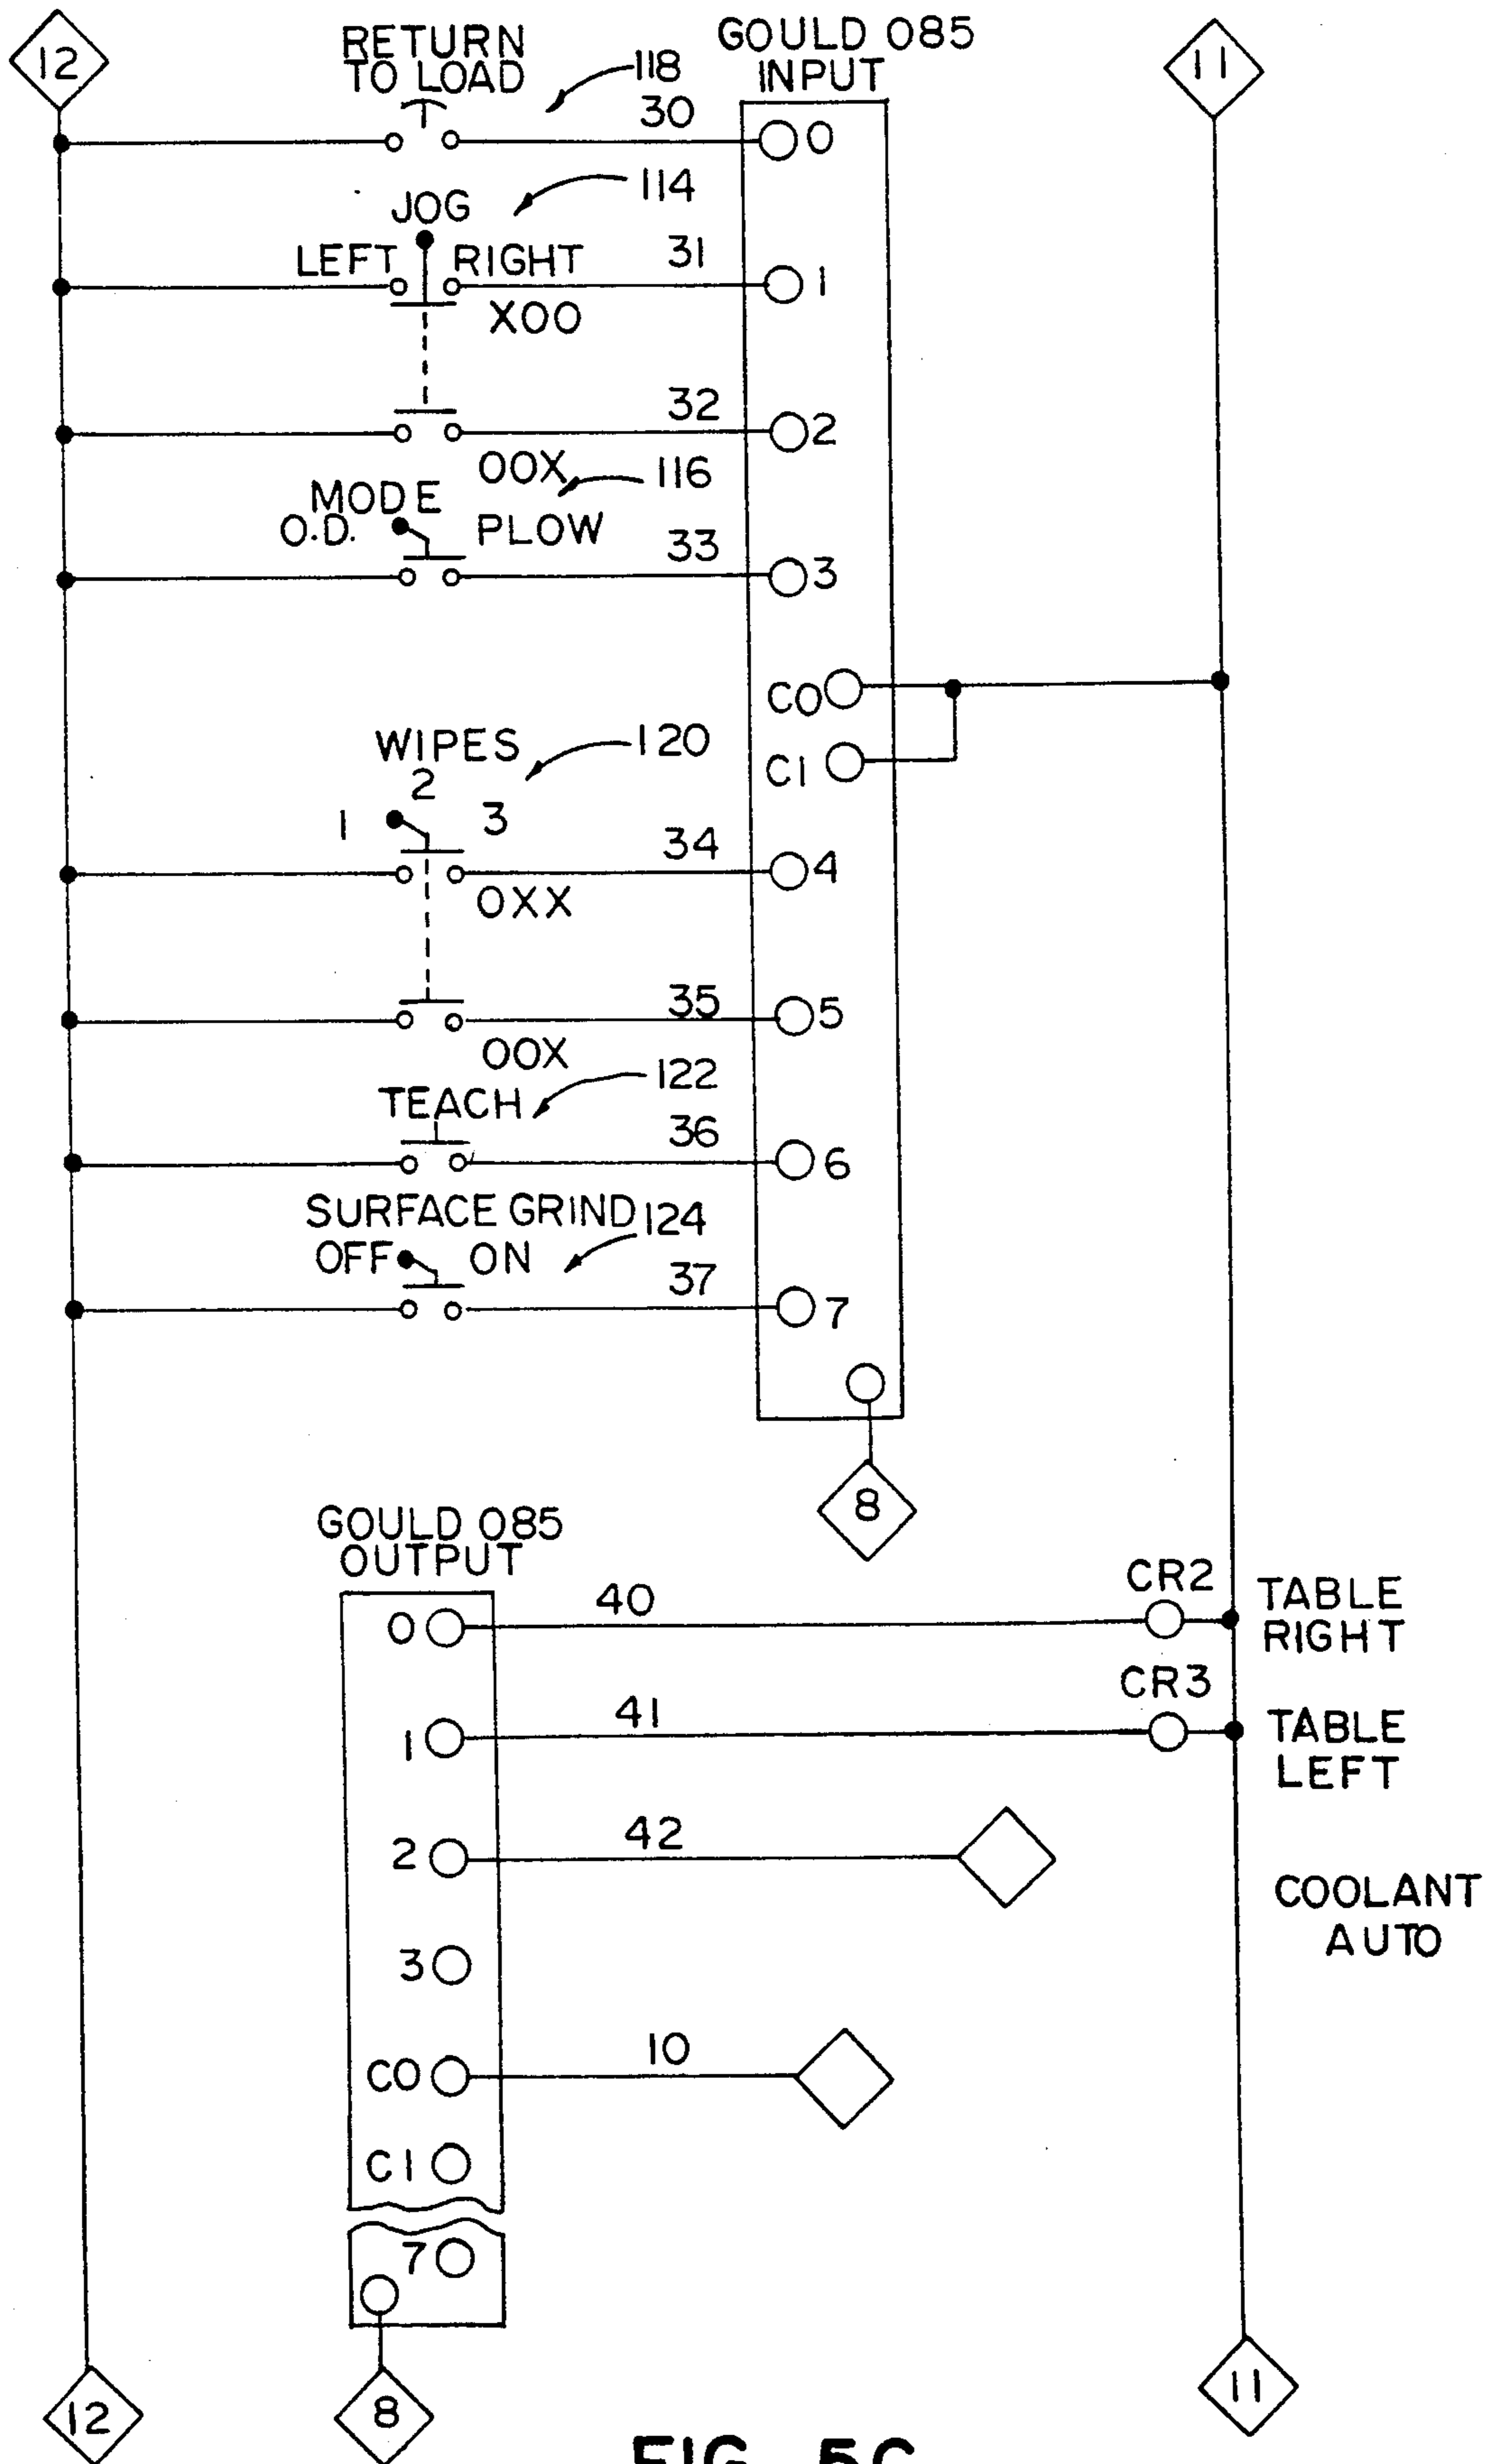 12
RETURN
TO LOAD
118
GOULD 085
INPUT
11
30
0
114
JOG
LEFT RIGHT
31
1
XOO
32
2
OOX
116
MODE
O.D. PLOW
33
3
CO
C1
WIPES
120
1 2 3
34
4
OXX
35
5
OOX
122
TEACH
36
6
SURFACE GRIND
124
OFF ON
37
7
8
GOULD 085
OUTPUT
0
40
CR2
TABLE
RIGHT
1
41
CR3
TABLE
LEFT
2
42
COOLANT
AUTO
3
CO
10
C1
7
12
8
11
FIG. 5C